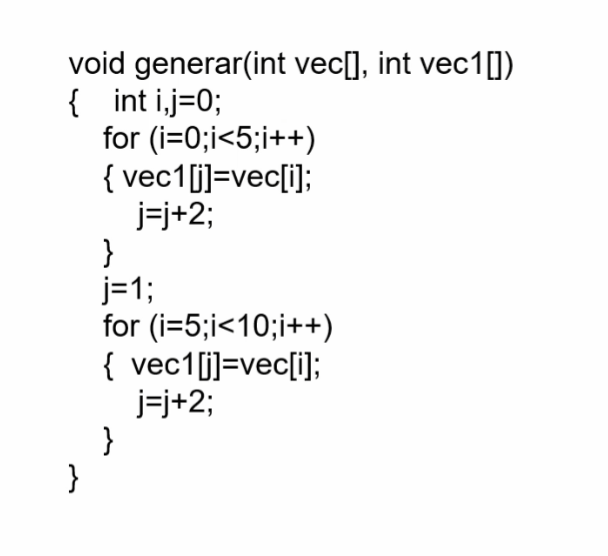 void generar(int vec[], int vec1[])
{ int i,j=0;
for (i=0;i<5;i++)
{ vec1[j]=vec[i];
j=j+2;
}
j=1;
for (i=5;i<10;i++)
{ vec1[j]=vec[i];
j=j+2;
}
}